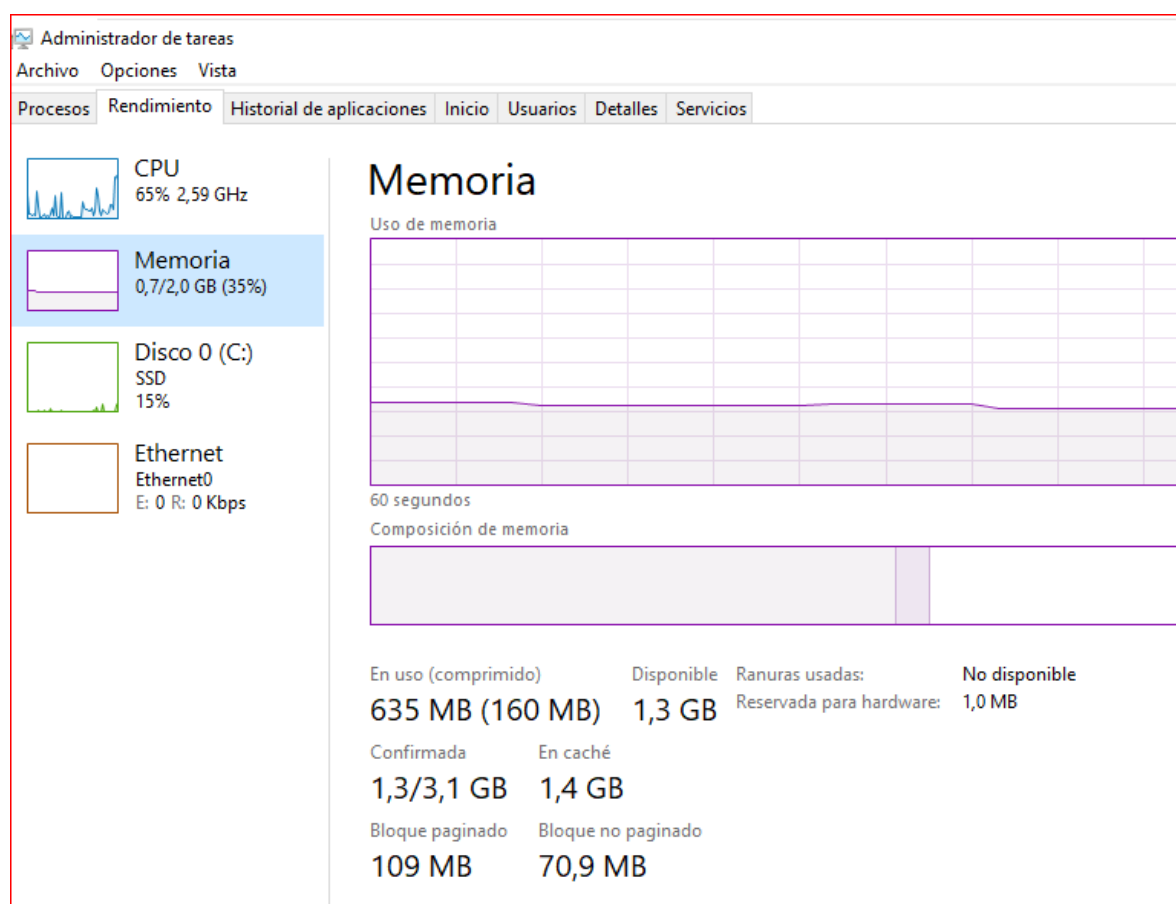 Administrador de tareas
Archivo Opciones Vista
Procesos Rendimiento Historial de aplicaciones Inicio Usuarios Detalles Servicios
CPU
65% 2,59 GHz
Memoria
0,7/2,0 GB (35%)
Disco 0 (C:)
SSD
15%
Ethernet
Ethernet0
E: 0 R: 0 Kbps
Memoria
Uso de memoria
60 segundos
Composición de memoria
En uso (comprimido) Disponible
635 MB (160 MB) 1,3 GB
Confirmada En caché
1,3/3,1 GB 1,4 GB
Bloque paginado Bloque no paginado
109 MB 70,9 MB
Ranuras usadas: No disponible
Reservada para hardware: 1,0 MB